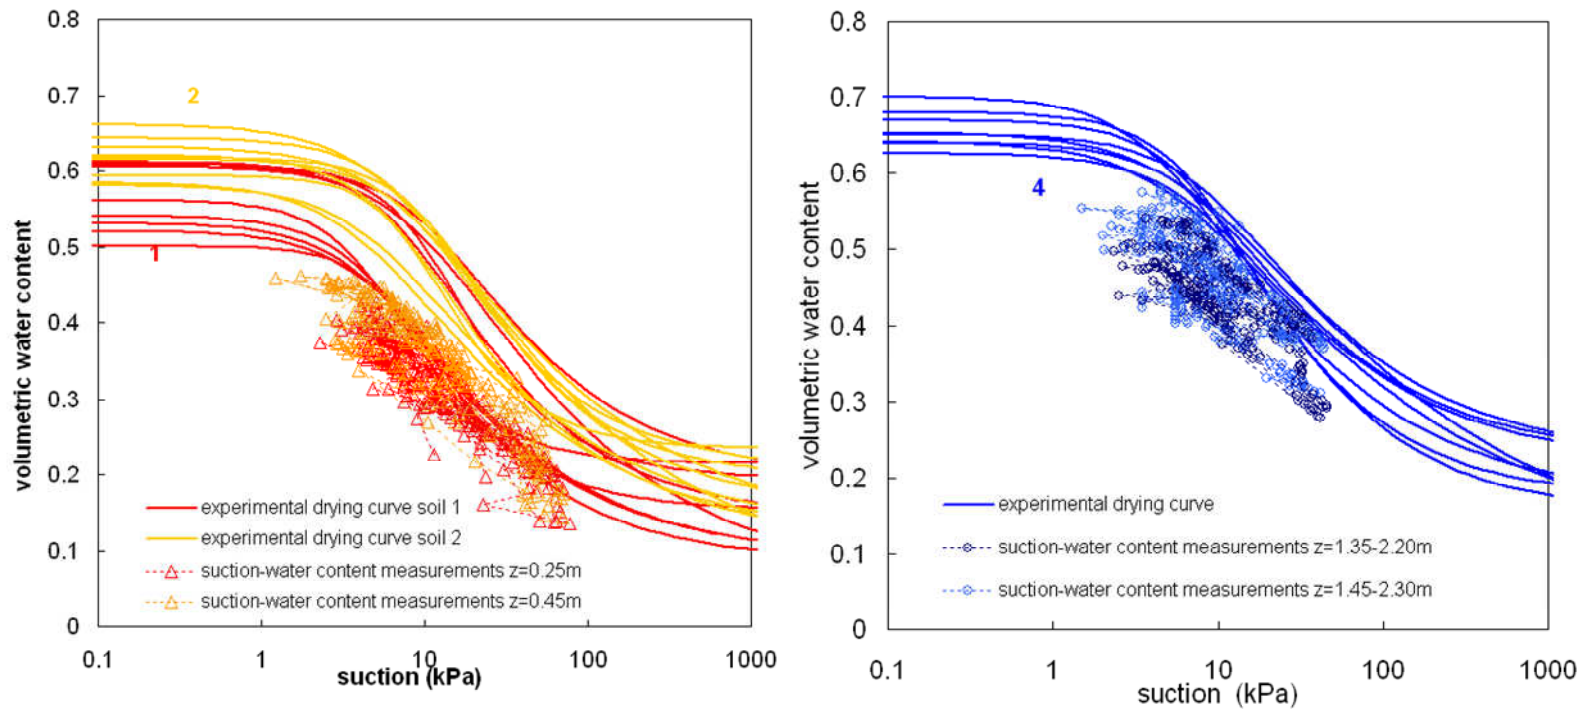 0.8
0.7
0.6
0.5
0.4
0.3
0.2
0.1
0
volumetric water content
2
1
experimental drying curve soil 1
experimental drying curve soil 2
suction-water content measurements z=0.25m
suction-water content measurements z=0.45m
0.1 1 10 100 1000
suction (kPa)
0.8
0.7
0.6
0.5
0.4
0.3
0.2
0.1
0
volumetric water content
4
experimental drying curve
suction-water content measurements z=1.35-2.20m
suction-water content measurements z=1.45-2.30m
0.1 1 10 100 1000
suction (kPa)